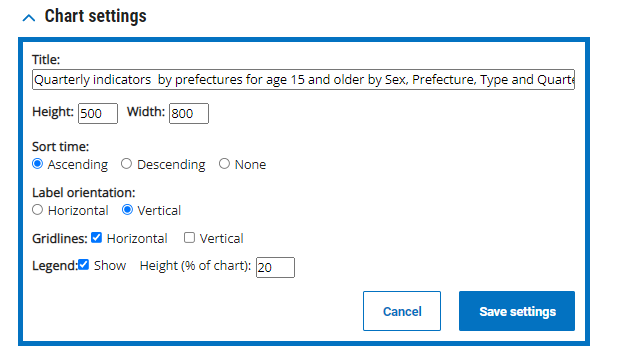 Chart settings
Title:
Quarterly indicators  by prefectures for age 15 and older by Sex, Prefecture, Type and Quarte
Height: 500 Width: 800
Sort time:
Ascending Descending None
Label orientation:
Horizontal Vertical
Gridlines: Horizontal Vertical
Legend: Show Height (% of chart): 20
Cancel Save settings